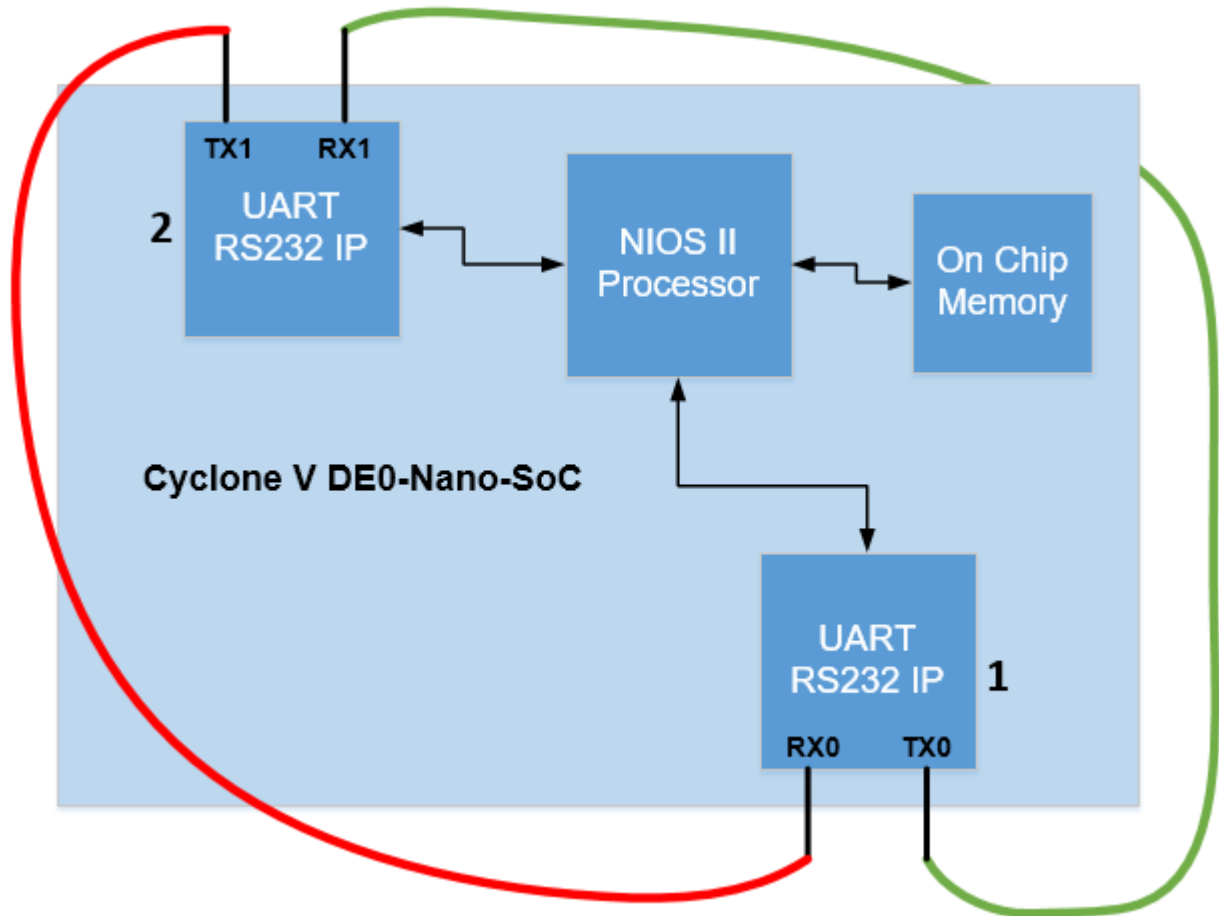 TX1 RX1
UART
RS232 IP
2
NIOS II
Processor
On Chip
Memory
Cyclone V DE0-Nano-SoC
UART
RS232 IP
1
RX0 TX0